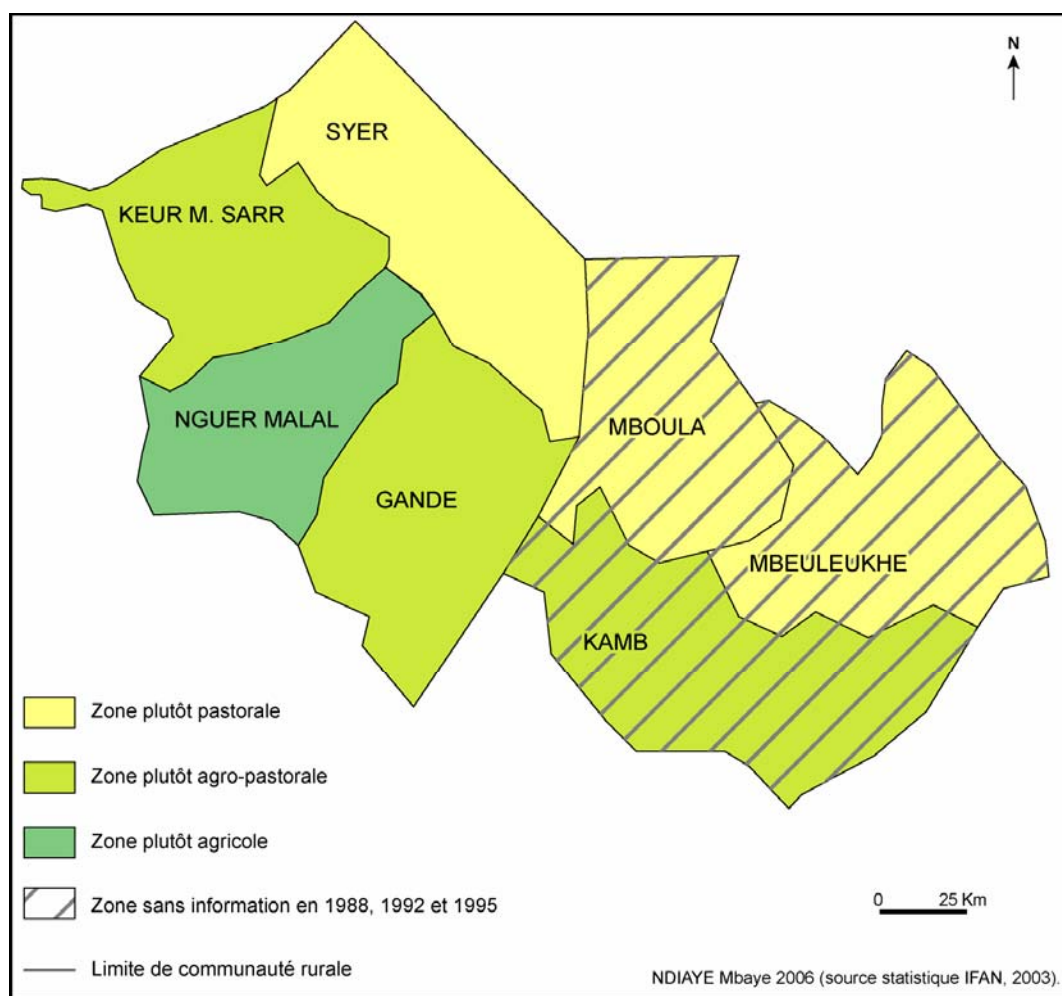 N
SYER
KEUR M. SARR
NGUER MALAL
MBOULA
GANDE
MBEULEUKHE
KAMB
Zone plutôt pastorale
Zone plutôt agro-pastorale
Zone plutôt agricole
Zone sans information en 1988, 1992 et 1995
Limite de communauté rurale
0 25 Km
NDIAYE Mbaye 2006 (source statistique IFAN, 2003).